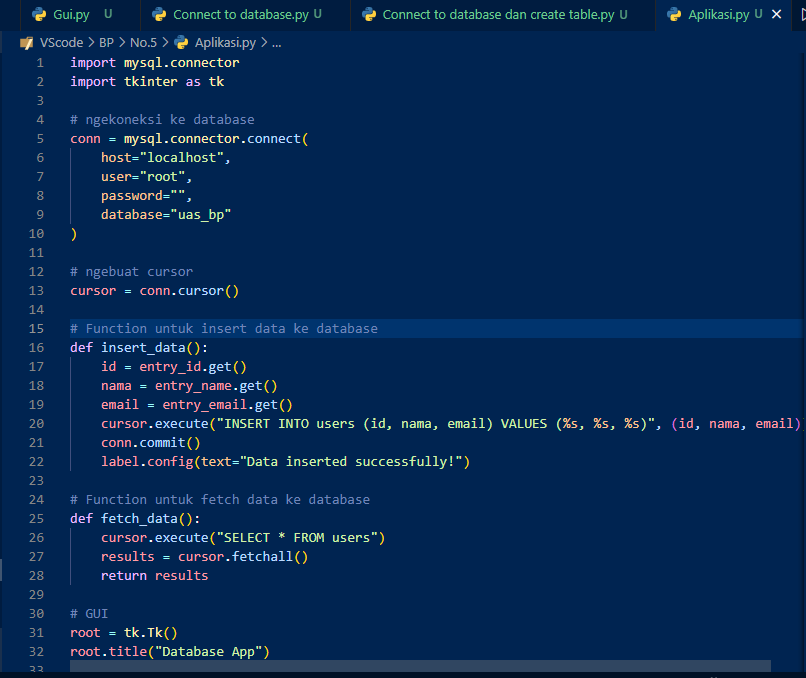 Gui.py U Connect to database.py U Connect to database dan create table.py U Aplikasi.py U ×
VScode > BP > No.5 > Aplikasi.py > ...
1 import mysql.connector
2 import tkinter as tk
3
4 # ngekoneksi ke database
5 conn = mysql.connector.connect(
6     host="localhost",
7     user="root",
8     password="",
9     database="uas_bp"
10 )
11
12 # ngebuat cursor
13 cursor = conn.cursor()
14
15 # Function untuk insert data ke database
16 def insert_data():
17     id = entry_id.get()
18     nama = entry_name.get()
19     email = entry_email.get()
20     cursor.execute("INSERT INTO users (id, nama, email) VALUES (%s, %s, %s)", (id, nama, email)
21     conn.commit()
22     label.config(text="Data inserted successfully!")
23
24 # Function untuk fetch data ke database
25 def fetch_data():
26     cursor.execute("SELECT * FROM users")
27     results = cursor.fetchall()
28     return results
29
30 # GUI
31 root = tk.Tk()
32 root.title("Database App")
33